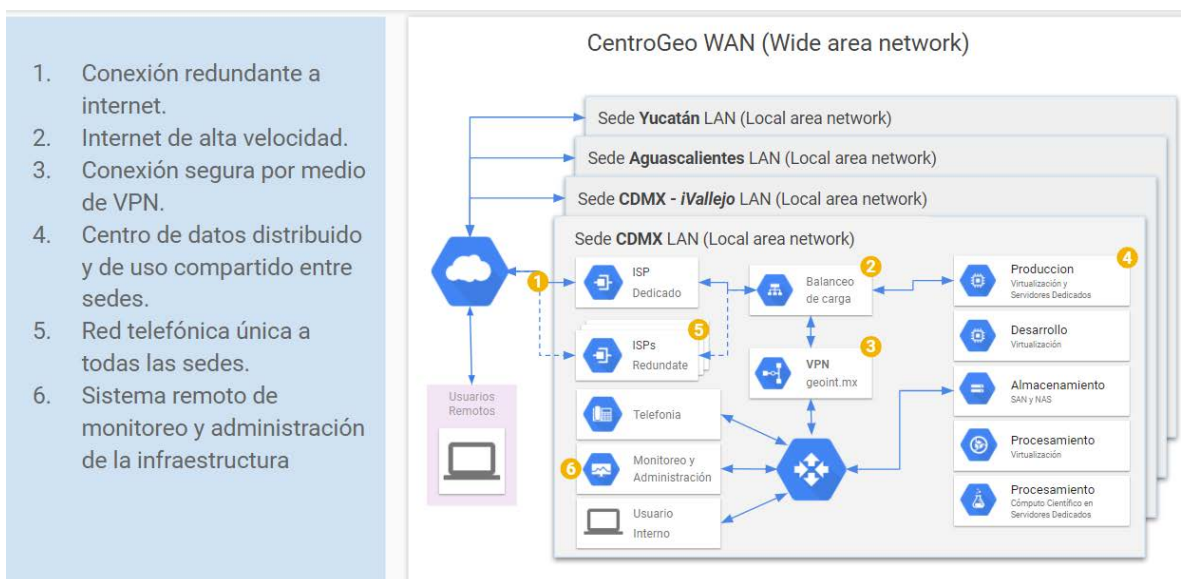 1. Conexión redundante a
internet.
2. Internet de alta velocidad.
3. Conexión segura por medio
de VPN.
4. Centro de datos distribuido
y de uso compartido entre
sedes.
5. Red telefónica única a
todas las sedes.
6. Sistema remoto de
monitoreo y administración
de la infraestructura
CentroGeo WAN (Wide area network)
Sede Yucatán LAN (Local area network)
Sede Aguascalientes LAN (Local area network)
Sede CDMX - iVallejo LAN (Local area network)
Sede CDMX LAN (Local area network)
1
ISP
Dedicado
5
ISPs
Redundate
Telefonia
6
Monitoreo y
Administración
Usuario
Interno
2
Balanceo
de carga
3
VPN
geoint.mx
4
Produccion
Virtualización y
Servidores Dedicados
Desarrollo
Virtualización
Almacenamiento
SAN y NAS
Procesamiento
Virtualización
Procesamiento
Cómputo Científico en
Servidores Dedicados
Usuarios
Remotos